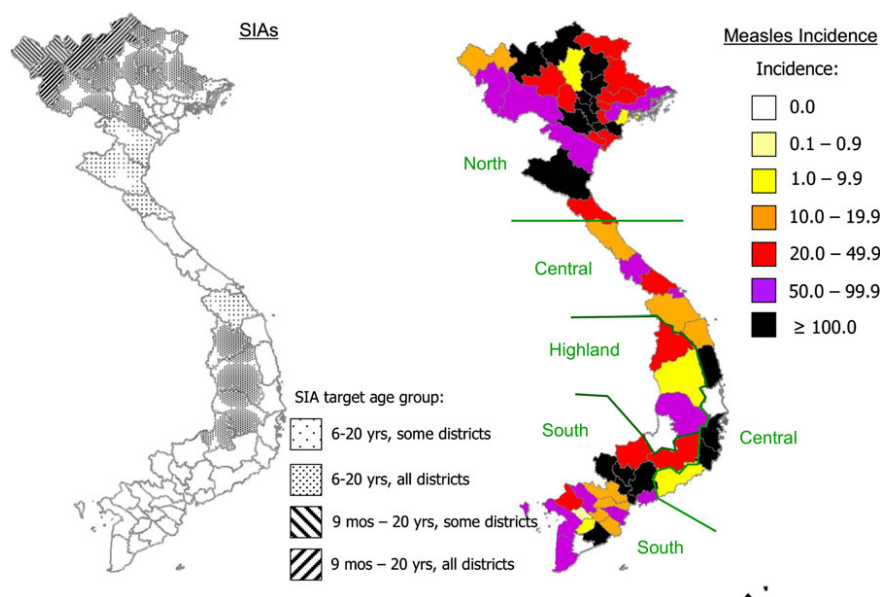 SIAs
Measles Incidence
Incidence:
0.0
0.1 – 0.9
1.0 – 9.9
10.0 – 19.9
20.0 – 49.9
50.0 – 99.9
≥ 100.0
North
Central
Highland
South
Central
South
SIA target age group:
6-20 yrs, some districts
6-20 yrs, all districts
9 mos – 20 yrs, some districts
9 mos – 20 yrs, all districts